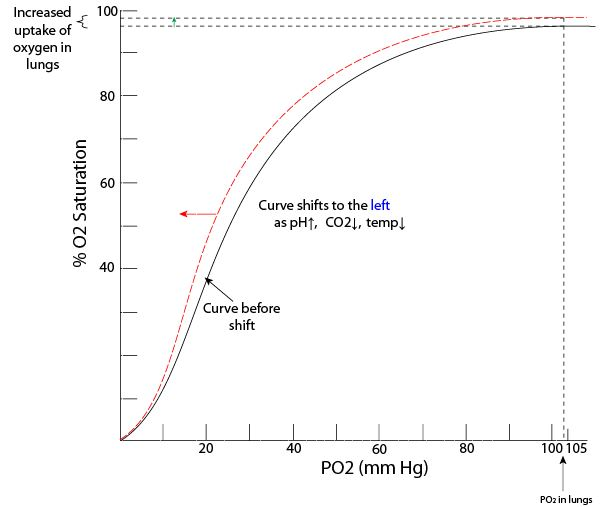 Increased
uptake of
oxygen in
lungs
100
80
60
40
% O2 Saturation
Curve shifts to the left
as pH↑, CO2↓, temp↓
Curve before
shift
20
40
60
80
100 105
PO2 (mm Hg)
PO2 in lungs